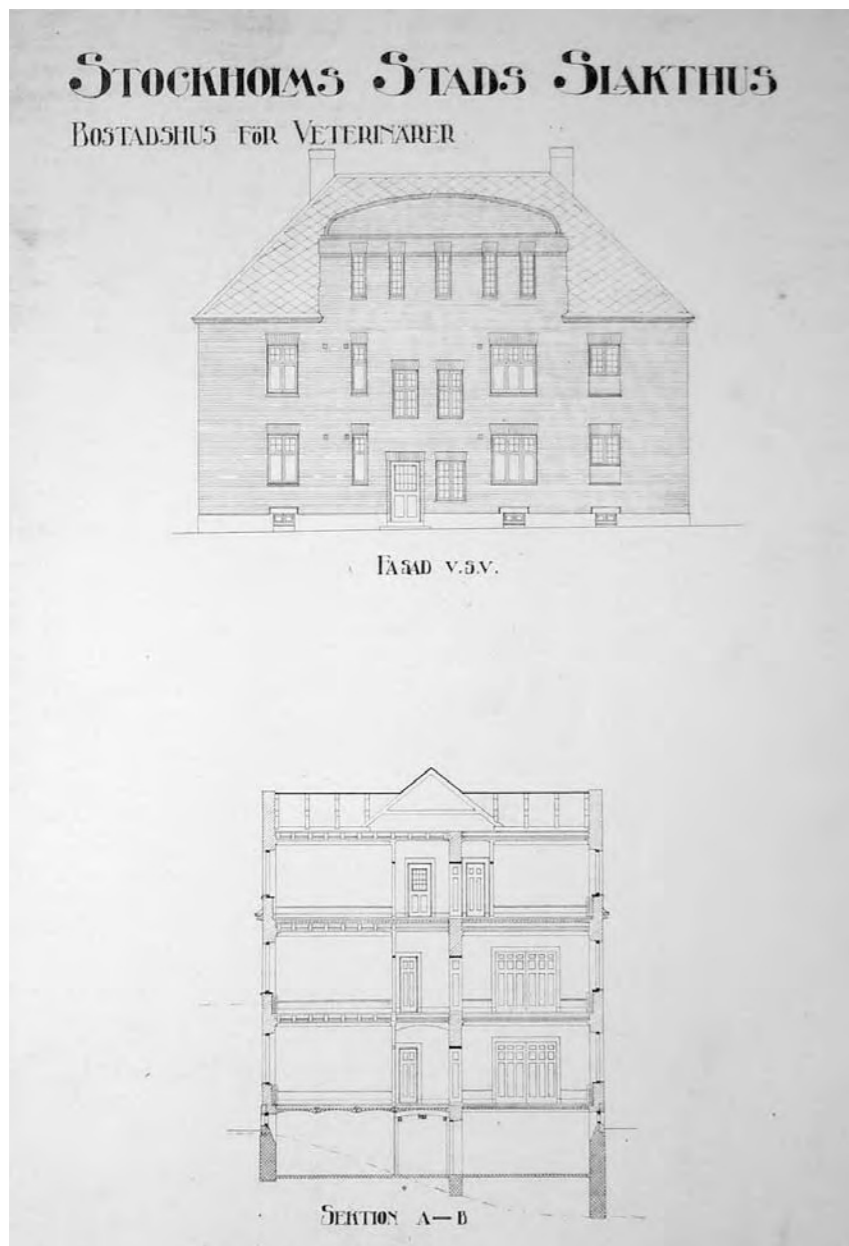 STOCKHOLMS STADS SLAKTHUS
BOSTADSHUS FÖR VETERINÄRER
FASAD V.S.V.
SEKTION A—B